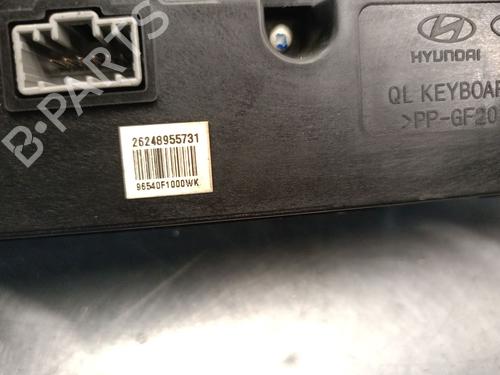 HYUNDAI
QL KEYBOAR
>PP-GF20
26248955731
96540F1000WK
B-PARTS